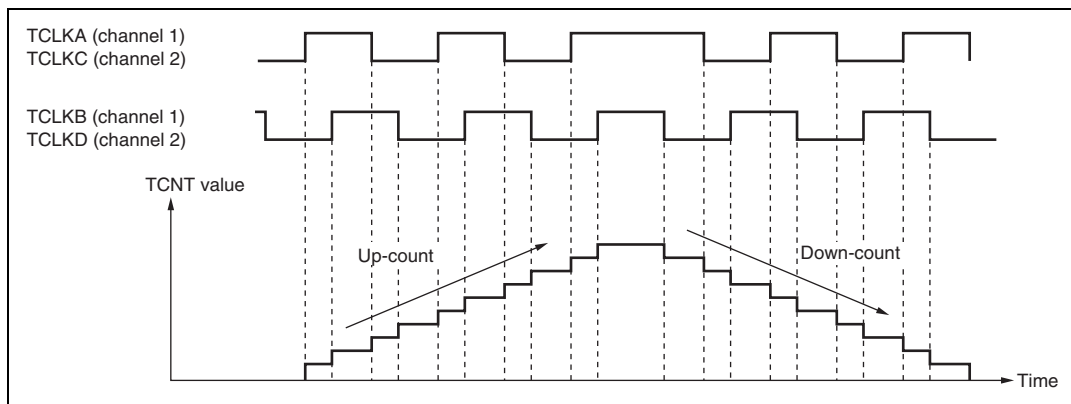 TCLKA (channel 1)
TCLKC (channel 2)
TCLKB (channel 1)
TCLKD (channel 2)
TCNT value
Up-count
Down-count
Time